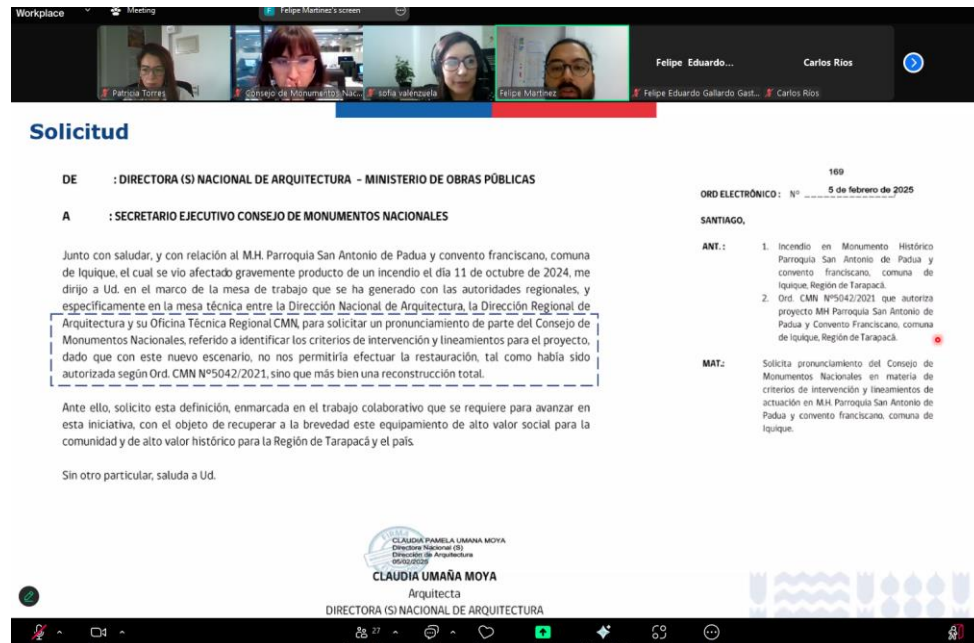 Workplace
Meeting
Felipe Martinez's screen
Patricia Torres
Consejo de Monumentos Nac...
sofia valenzuela
Felipe Martinez
Felipe Eduardo...
Felipe Eduardo Gallardo Gast...
Carlos Ríos
Carlos Ríos
Solicitud
DE : DIRECTORA (S) NACIONAL DE ARQUITECTURA – MINISTERIO DE OBRAS PÚBLICAS
A : SECRETARIO EJECUTIVO CONSEJO DE MONUMENTOS NACIONALES
Junto con saludar, y con relación al M.H. Parroquia San Antonio de Padua y convento franciscano, comuna
de Iquique, el cual se vio afectado gravemente producto de un incendio el día 11 de octubre de 2024, me
dirijo a Ud. en el marco de la mesa de trabajo que se ha generado con las autoridades regionales, y
específicamente en la mesa técnica entre la Dirección Nacional de Arquitectura, la Dirección Regional de
Arquitectura y su Oficina Técnica Regional CMN, para solicitar un pronunciamiento de parte del Consejo de
Monumentos Nacionales, referido a identificar los criterios de intervención y lineamientos para el proyecto,
dado que con este nuevo escenario, no nos permitiría efectuar la restauración, tal como había sido
autorizada según Ord. CMN Nº5042/2021, sino que más bien una reconstrucción total.
Ante ello, solicito esta definición, enmarcada en el trabajo colaborativo que se requiere para avanzar en
esta iniciativa, con el objeto de recuperar a la brevedad este equipamiento de alto valor social para la
comunidad y de alto valor histórico para la Región de Tarapacá y el país.
Sin otro particular, saluda a Ud.
CLAUDIA PAMELA UMANA MOYA
Directora Nacional (S)
Dirección de Arquitectura
05/02/2025
CLAUDIA UMAÑA MOYA
Arquitecta
DIRECTORA (S) NACIONAL DE ARQUITECTURA
169
ORD ELECTRÓNICO : Nº 5 de febrero de 2025
SANTIAGO,
ANT. : 1. Incendio en Monumento Histórico
Parroquia San Antonio de Padua y
convento franciscano, comuna de
Iquique, Región de Tarapacá.
2. Ord. CMN Nº5042/2021 que autoriza
proyecto MH Parroquia San Antonio de
Padua y Convento Franciscano, comuna
de Iquique, Región de Tarapacá.
MAT.: Solicita pronunciamiento del Consejo de
Monumentos Nacionales en materia de
criterios de intervención y lineamientos de
actuación en M.H. Parroquia San Antonio de
Padua y convento franciscano, comuna de
Iquique.
27